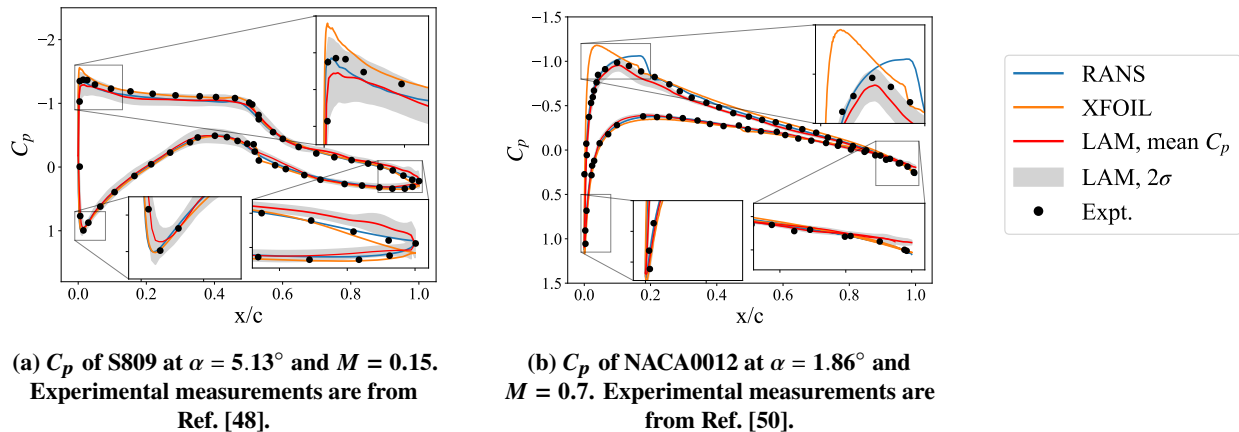 −2
−1
0
1
C_p
0.0 0.2 0.4 0.6 0.8 1.0
x/c
−1.5
−1.0
−0.5
0.0
0.5
1.0
1.5
C_p
0.0 0.2 0.4 0.6 0.8 1.0
x/c
RANS
XFOIL
LAM, mean C_p
LAM, 2σ
Expt.
(a) C_p of S809 at α = 5.13° and M = 0.15.
Experimental measurements are from
Ref. [48].
(b) C_p of NACA0012 at α = 1.86° and
M = 0.7. Experimental measurements are
from Ref. [50].